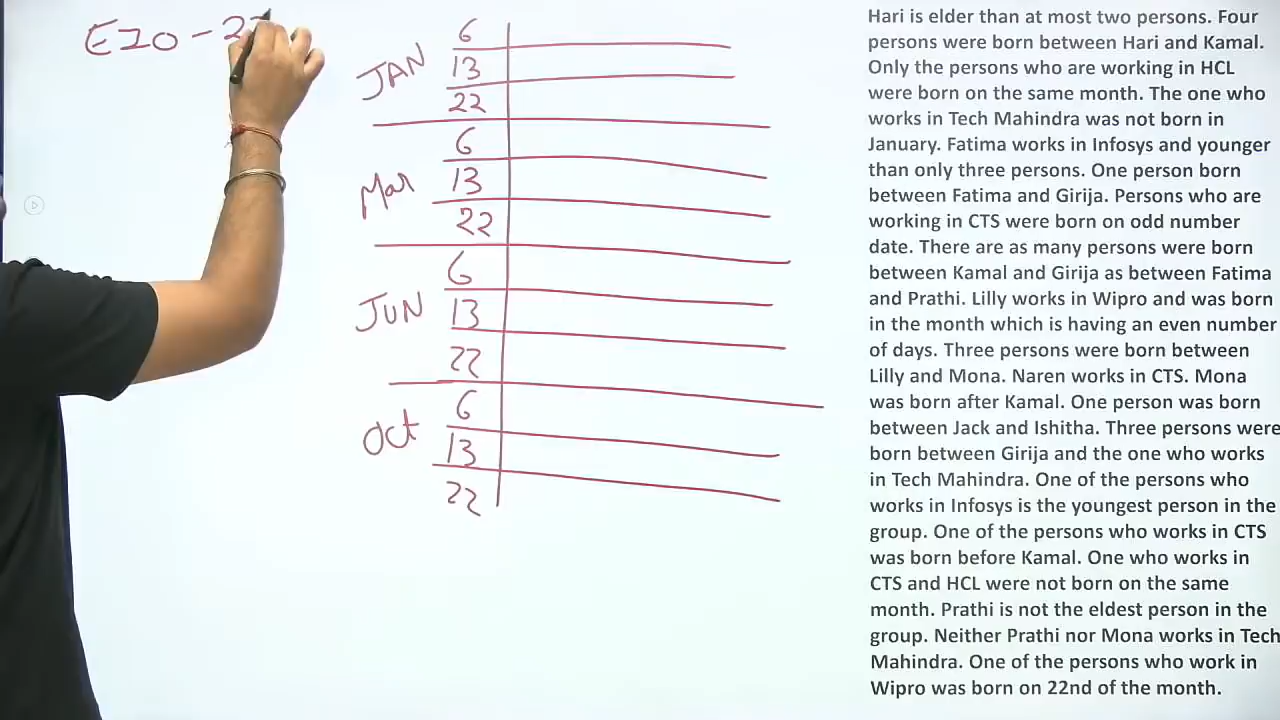 EIO - 2
JAN 6
13
22
Mar 6
13
22
JUN 6
13
22
Oct 6
13
22
Hari is elder than at most two persons. Four
persons were born between Hari and Kamal.
Only the persons who are working in HCL
were born on the same month. The one who
works in Tech Mahindra was not born in
January. Fatima works in Infosys and younger
than only three persons. One person born
between Fatima and Girija. Persons who are
working in CTS were born on odd number
date. There are as many persons were born
between Kamal and Girija as between Fatima
and Prathi. Lilly works in Wipro and was born
in the month which is having an even number
of days. Three persons were born between
Lilly and Mona. Naren works in CTS. Mona
was born after Kamal. One person was born
between Jack and Ishitha. Three persons were
born between Girija and the one who works
in Tech Mahindra. One of the persons who
works in Infosys is the youngest person in the
group. One of the persons who works in CTS
was born before Kamal. One who works in
CTS and HCL were not born on the same
month. Prathi is not the eldest person in the
group. Neither Prathi nor Mona works in Tech
Mahindra. One of the persons who work in
Wipro was born on 22nd of the month.